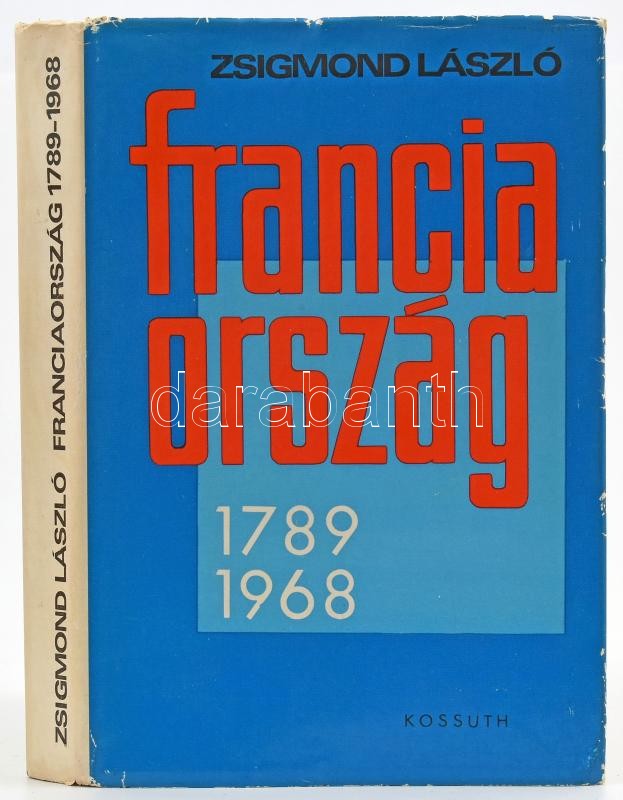 ZSIGMOND LÁSZLÓ FRANCIAORSZÁG 1789-1968
ZSIGMOND LÁSZLÓ
francia
ország
darabanth
1789
1968
KOSSUTH